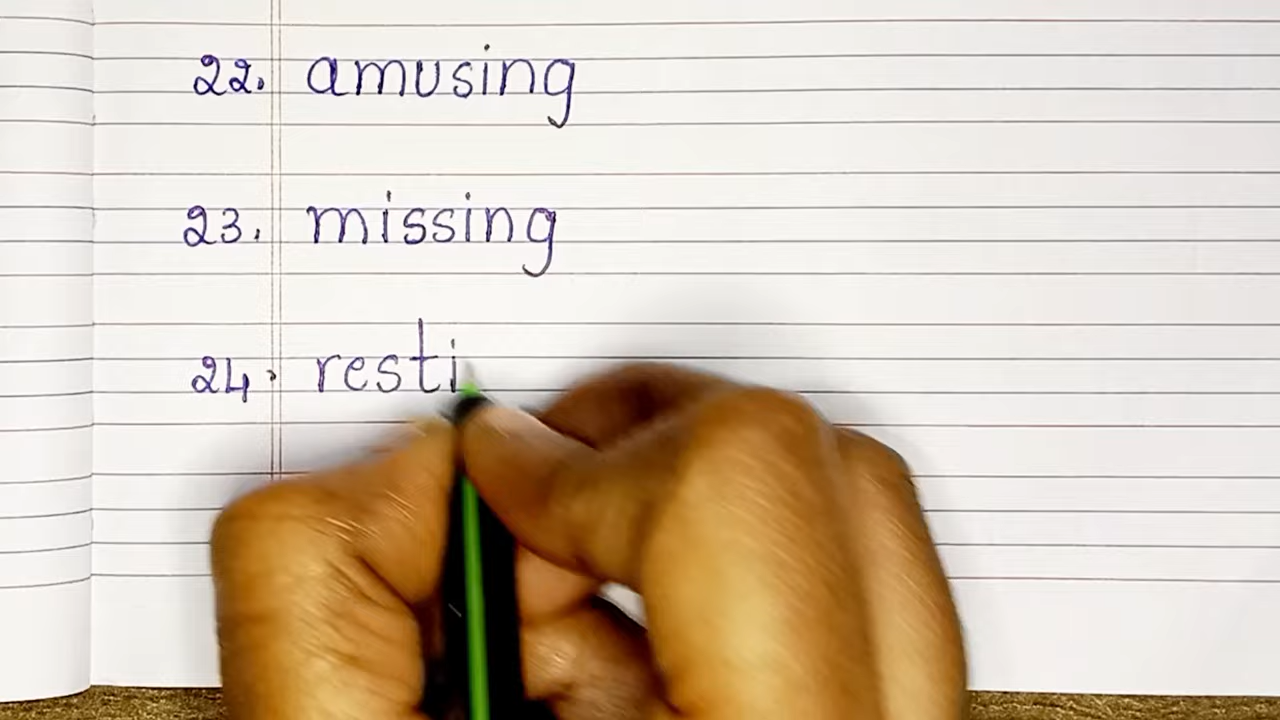 22. amusing
23. missing
24. resti